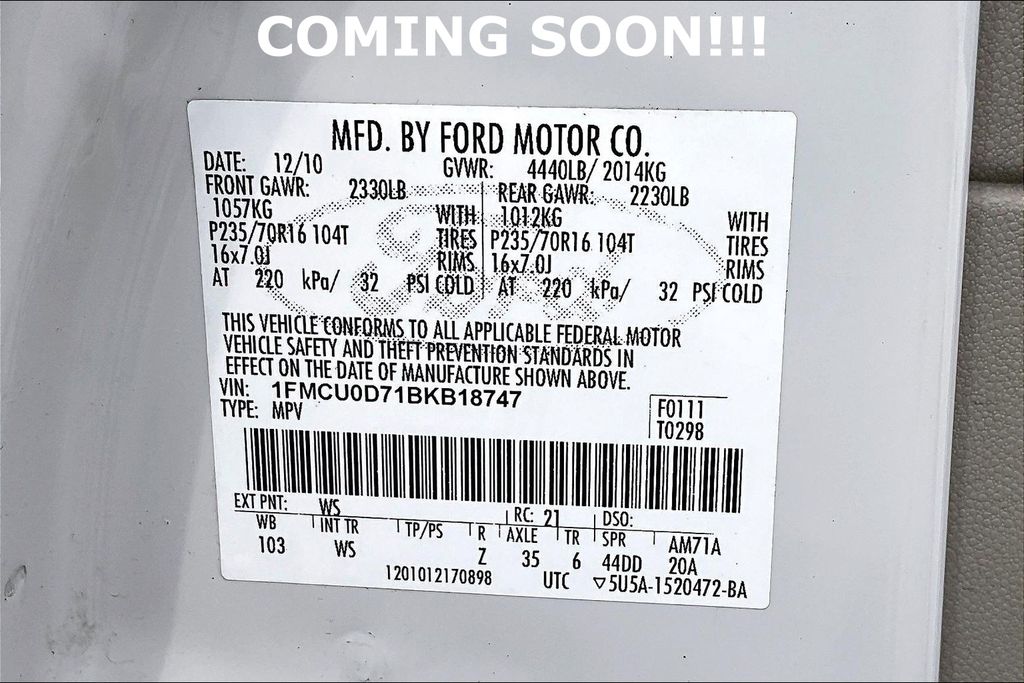 COMING SOON!!!
MFD. BY FORD MOTOR CO.
DATE: 12/10 GVWR: 4440LB/ 2014KG
FRONT GAWR: 2330LB REAR GAWR: 2230LB
1057KG WITH 1012KG WITH
P235/70R16 104T TIRES P235/70R16 104T TIRES
16x7.0J RIMS 16x7.0J RIMS
AT 220 kPa/ 32 PSI COLD AT 220 kPa/ 32 PSI COLD
THIS VEHICLE CONFORMS TO ALL APPLICABLE FEDERAL MOTOR
VEHICLE SAFETY AND THEFT PREVENTION STANDARDS IN
EFFECT ON THE DATE OF MANUFACTURE SHOWN ABOVE.
VIN: 1FMCU0D71BKB18747
TYPE: MPV F0111
T0298
EXT PNT: WS RC: 21 DSO:
WB INT TR TP/PS R AXLE TR SPR AM71A
103 WS Z 35 6 44DD 20A
1201012170898 UTC ▽5U5A-1520472-BA